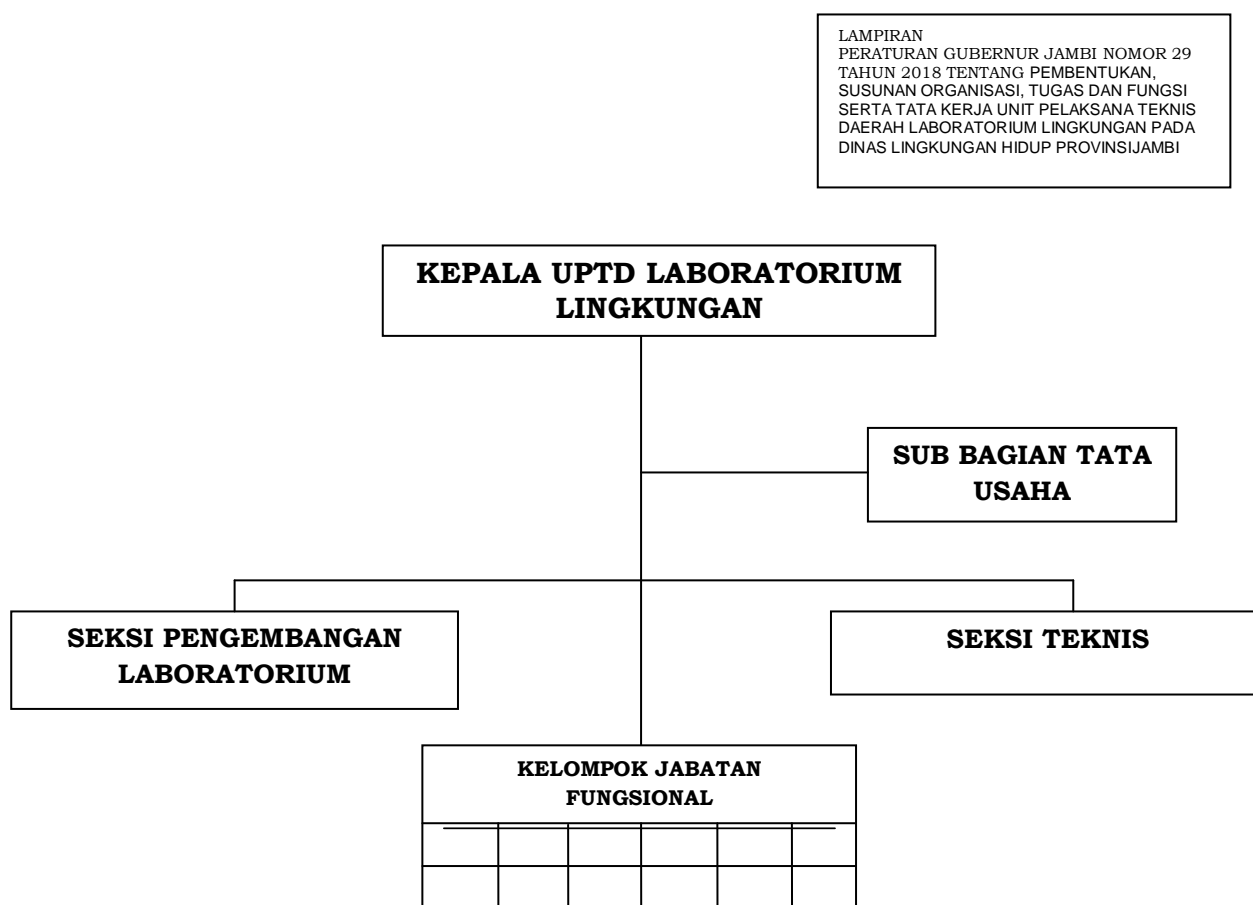 LAMPIRAN
PERATURAN GUBERNUR JAMBI NOMOR 29
TAHUN 2018 TENTANG PEMBENTUKAN,
SUSUNAN ORGANISASI, TUGAS DAN FUNGSI
SERTA TATA KERJA UNIT PELAKSANA TEKNIS
DAERAH LABORATORIUM LINGKUNGAN PADA
DINAS LINGKUNGAN HIDUP PROVINSIJAMBI
KEPALA UPTD LABORATORIUM
LINGKUNGAN
SUB BAGIAN TATA
USAHA
SEKSI PENGEMBANGAN
LABORATORIUM
SEKSI TEKNIS
KELOMPOK JABATAN
FUNGSIONAL